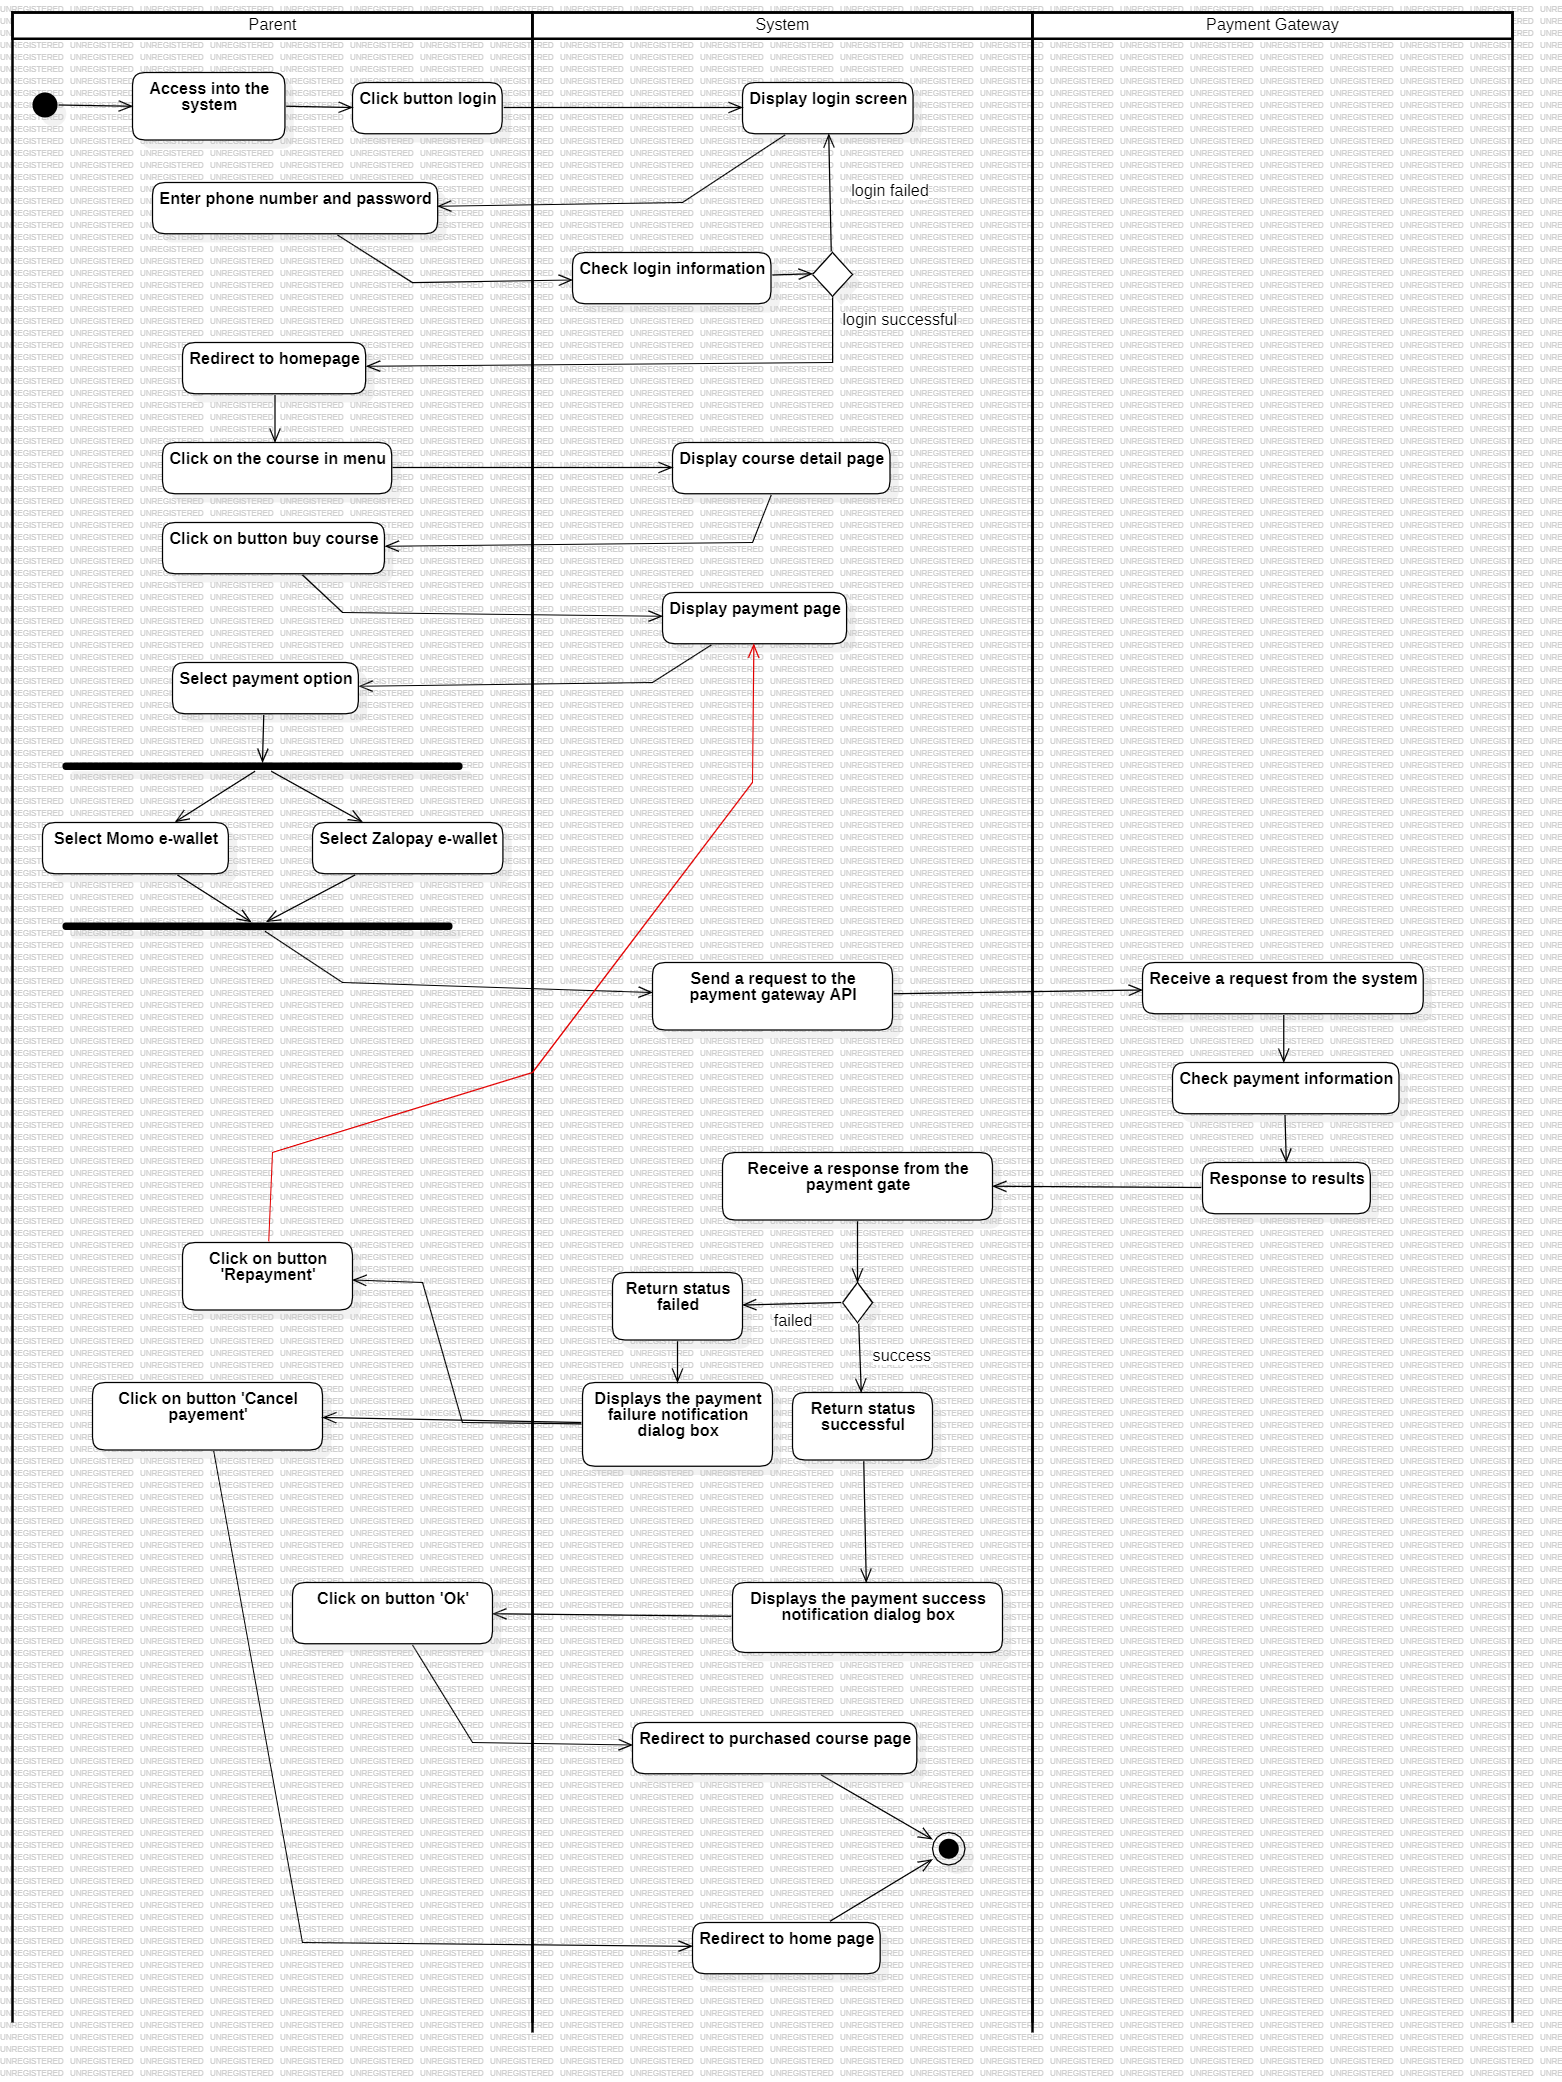 Parent
System
Payment Gateway
Access into the
system
Click button login
Display login screen
Enter phone number and password
login failed
Check login information
login successful
Redirect to homepage
Click on the course in menu
Display course detail page
Click on button buy course
Display payment page
Select payment option
Select Momo e-wallet
Select Zalopay e-wallet
Send a request to the
payment gateway API
Receive a request from the system
Check payment information
Receive a response from the
payment gate
Response to results
Click on button
'Repayment'
Return status
failed
failed
success
Click on button 'Cancel
payement'
Displays the payment
failure notification
dialog box
Return status
successful
Click on button 'Ok'
Displays the payment success
notification dialog box
Redirect to purchased course page
Redirect to home page
UNREGISTERED